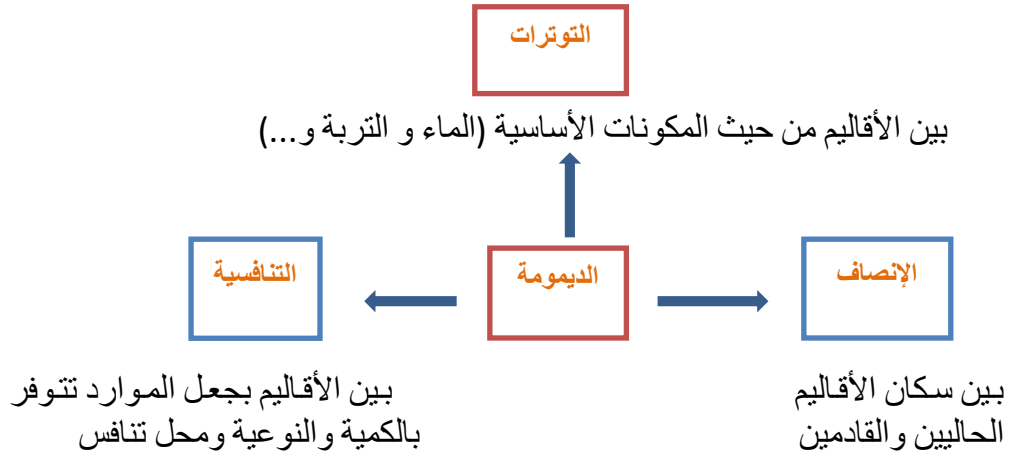 التوترات
بين الأقاليم من حيث المكونات الأساسية (الماء و التربة و...)
الإنصاف
الديمومة
التنافسية
بين سكان الأقاليم
الحاليين والقادمين
بين الأقاليم بجعل الموارد تتوفر
بالكمية والنوعية ومحل تنافس